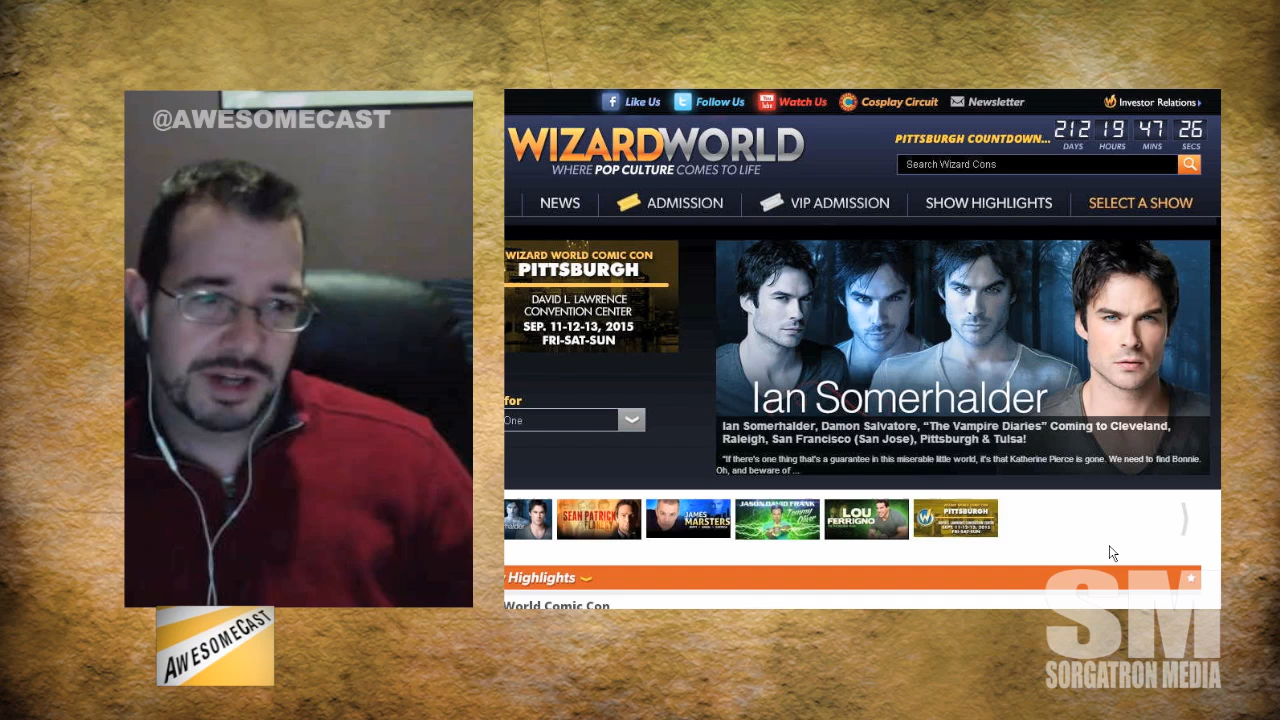 @AWESOMECAST
Like Us
Follow Us
Watch Us
Cosplay Circuit
Newsletter
Investor Relations
WIZARDWORLD
WHERE POP CULTURE COMES TO LIFE
PITTSBURGH COUNTDOWN...
212 19 47 26
DAYS HOURS MINS SECS
Search Wizard Cons
NEWS
ADMISSION
VIP ADMISSION
SHOW HIGHLIGHTS
SELECT A SHOW
WIZARD WORLD COMIC CON
PITTSBURGH
DAVID L. LAWRENCE
CONVENTION CENTER
SEP. 11-12-13, 2015
FRI-SAT-SUN
for
One
Ian Somerhalder
Ian Somerhalder, Damon Salvatore, “The Vampire Diaries” Coming to Cleveland,
Raleigh, San Francisco (San Jose), Pittsburgh & Tulsa!
"If there's one thing that's a guarantee in this miserable little world, it's that Katherine Pierce is gone. We need to find Bonnie.
Oh, and beware of ...
SEAN PATRICK
JAMES
MARSTERS
JASON DAVID FRANK
LOU
FERRIGNO
PITTSBURGH
Highlights
World Comic Con
AWESOMECAST
SM
SORGATRON MEDIA